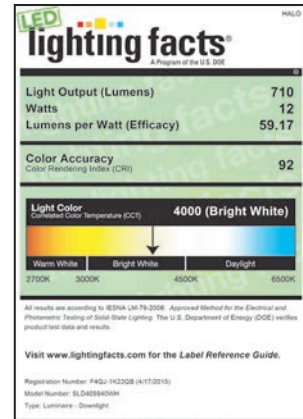 HALO
LED
lighting facts®
A Program of the U.S. DOE
Light Output (Lumens) 710
Watts 12
Lumens per Watt (Efficacy) 59.17
Color Accuracy 92
Color Rendering Index (CRI)
Light Color
Correlated Color Temperature (CCT) 4000 (Bright White)
Warm White Bright White Daylight
2700K 3000K 4500K 6500K
All results are according to IESNA LM-79-2008: Approved Method for the Electrical and
Photometric Testing of Solid-State Lighting. The U.S. Department of Energy (DOE) verifies
product test data and results.
Visit www.lightingfacts.com for the Label Reference Guide.
Registration Number: F4QJ-1K23QB (4/17/2015)
Model Number: SLD405940WH
Type: Luminaire - Downlight